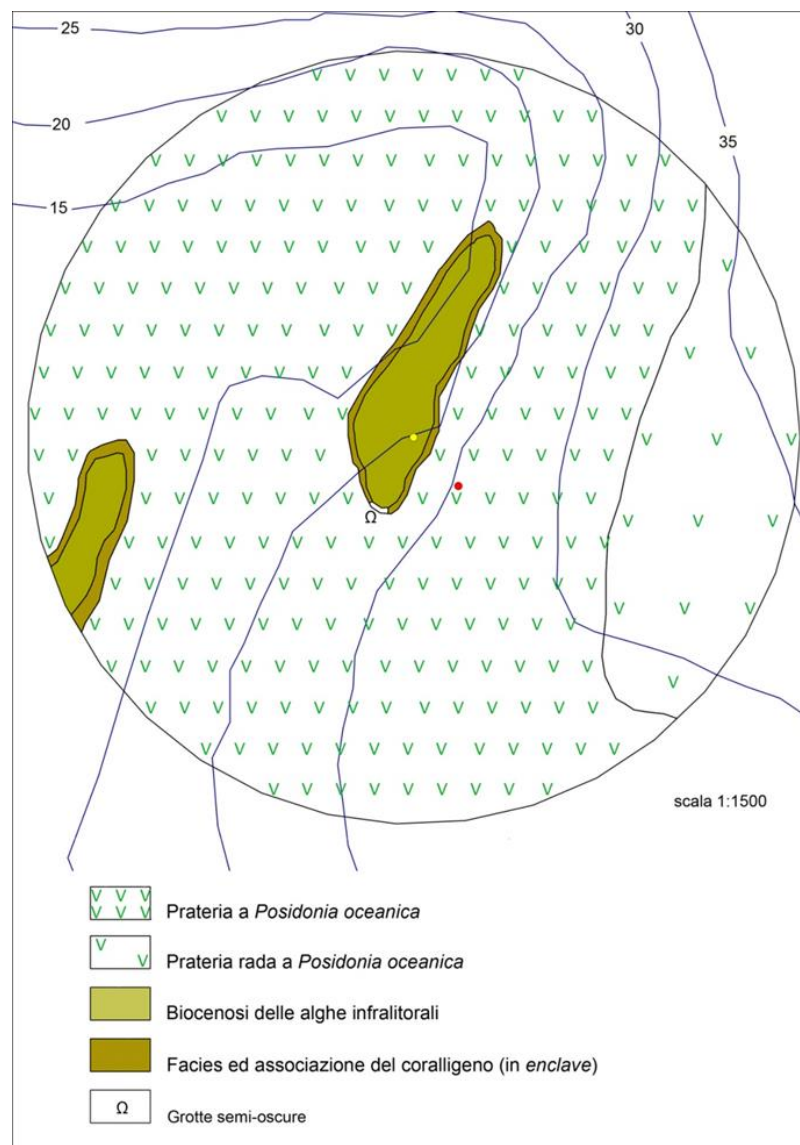 25
30
20
35
15
Ω
scala 1:1500
Prateria a Posidonia oceanica
Prateria rada a Posidonia oceanica
Biocenosi delle alghe infralitorali
Facies ed associazione del coralligeno (in enclave)
Ω Grotte semi-oscure